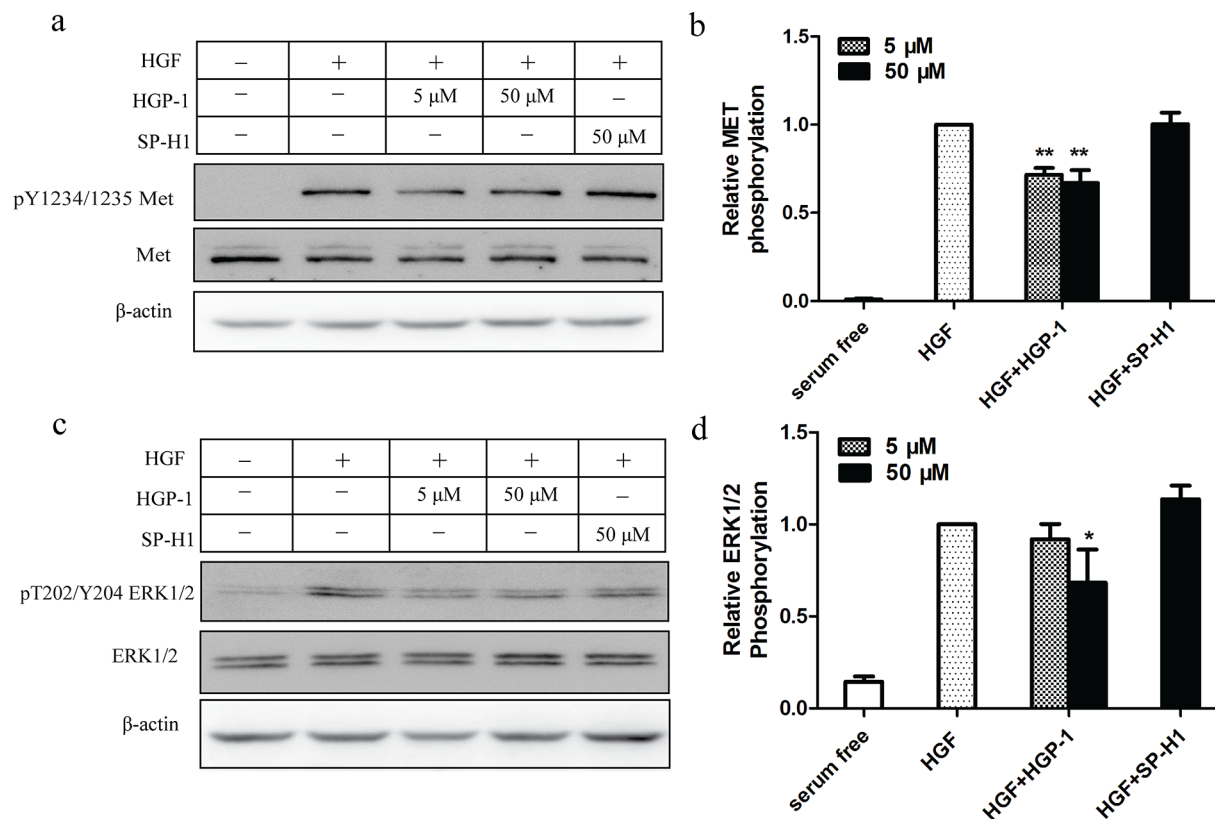 a
HGF – + + + +
HGP-1 – – 5 μM 50 μM –
SP-H1 – – – – 50 μM
pY1234/1235 Met
Met
β-actin
b
1.5
1.0
0.5
0.0
Relative MET
phosphorylation
5 μM
50 μM
** **
serum free
HGF
HGF+HGP-1
HGF+SP-H1
c
HGF – + + + +
HGP-1 – – 5 μM 50 μM –
SP-H1 – – – – 50 μM
pT202/Y204 ERK1/2
ERK1/2
β-actin
d
1.5
1.0
0.5
0.0
Relative ERK1/2
Phosphorylation
5 μM
50 μM
*
serum free
HGF
HGF+HGP-1
HGF+SP-H1